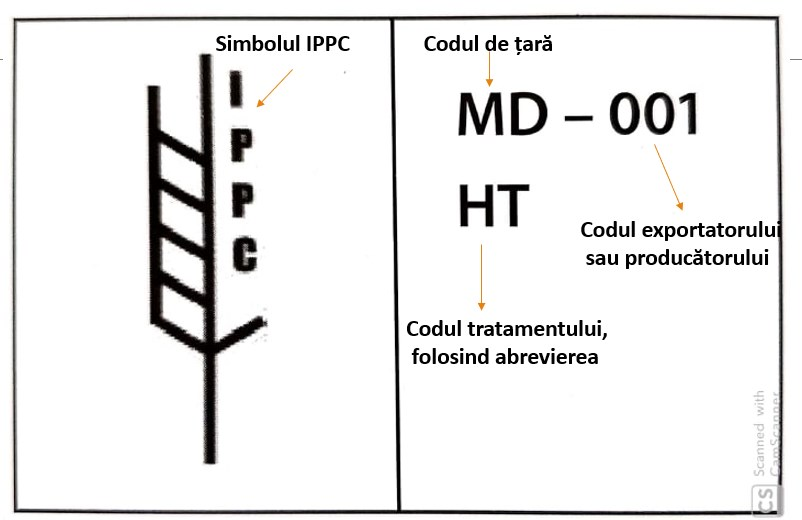 Simbolul IPPC
I
P
P
C
Codul de țară
MD – 001
HT
Codul exportatorului
sau producătorului
Codul tratamentului,
folosind abrevierea
Scanned with
CamScanner
CS